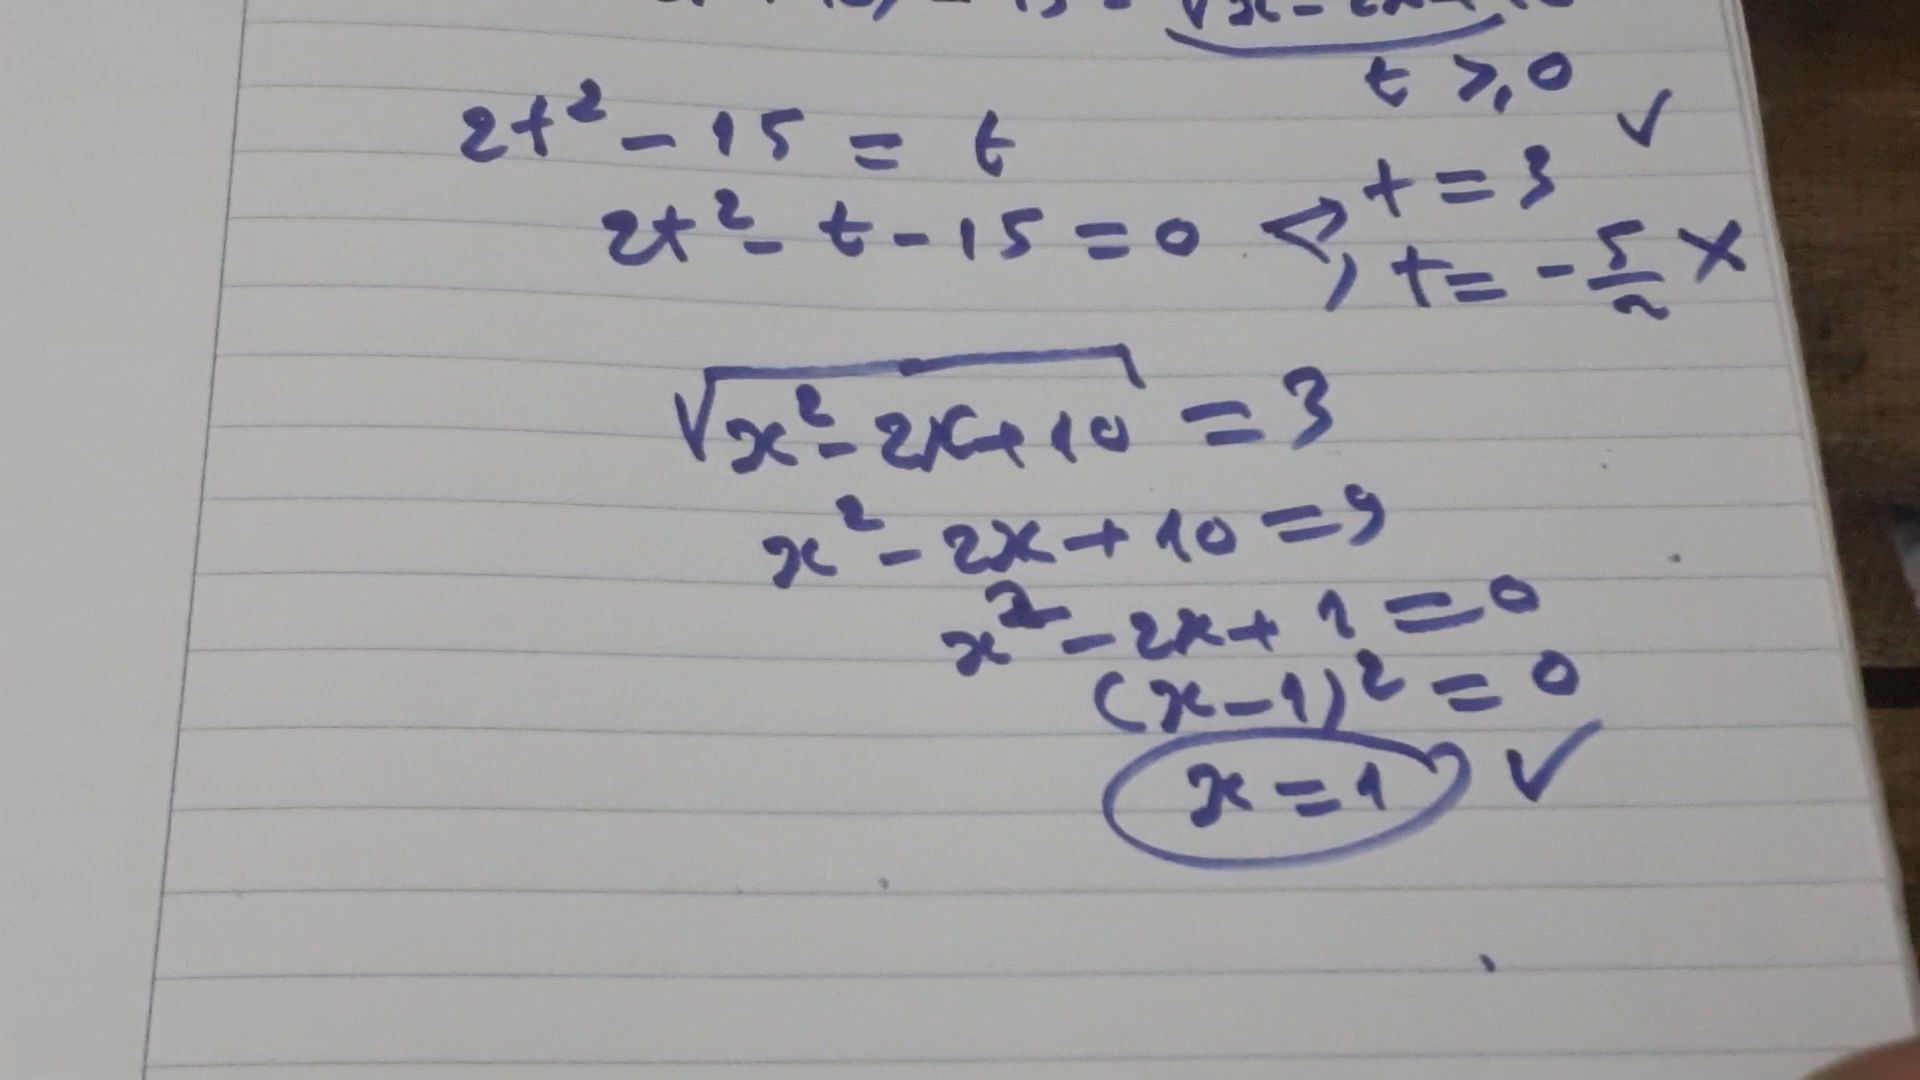 t ⩾ 0
2t² - 15 = t
t = 3 ✓
2t² - t - 15 = 0
t = - 5/2 ×
√x² - 2x + 10 = 3
x² - 2x + 10 = 9
x² - 2x + 1 = 0
(x - 1)² = 0
x = 1 ✓